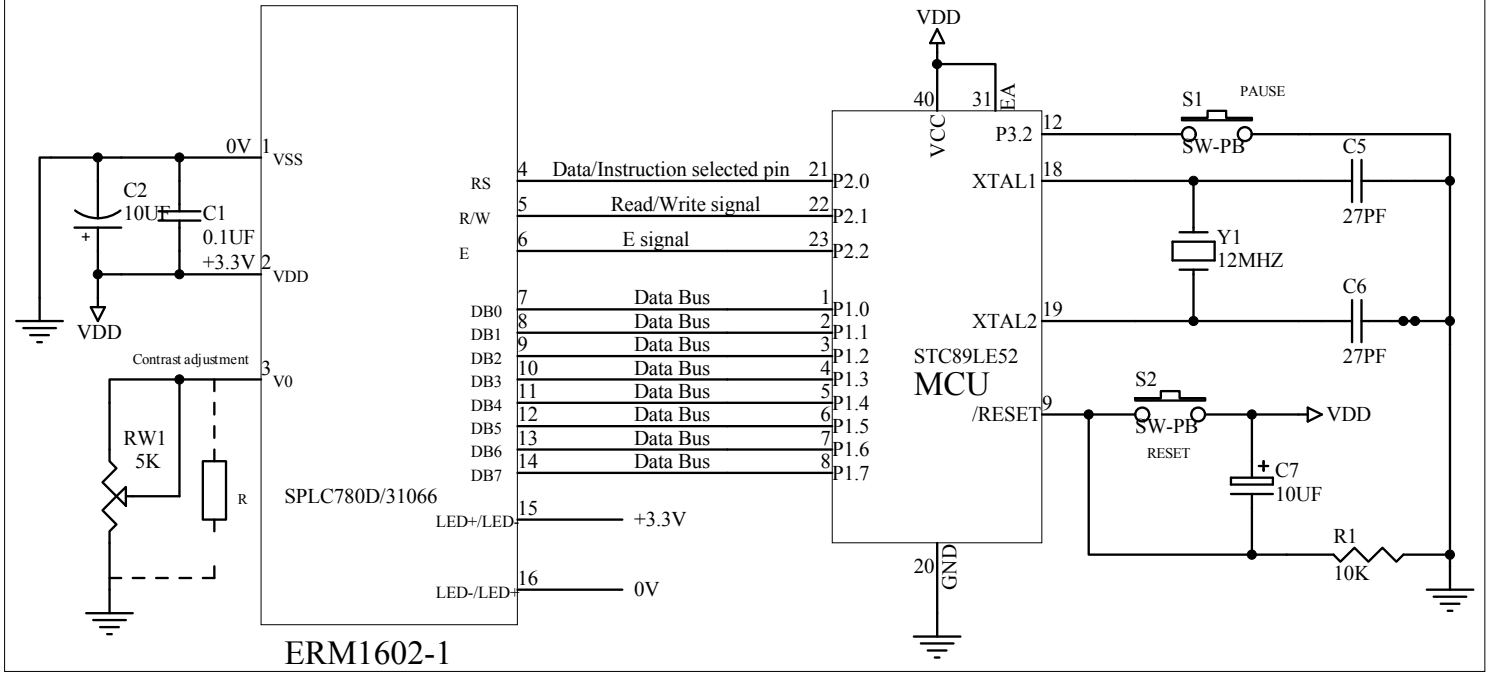 0V 1 VSS
C2
10UF
C1
0.1UF
+3.3V 2 VDD
VDD
Contrast adjustment 3 V0
RW1
5K
R
SPLC780D/31066
RS 4 Data/Instruction selected pin 21 P2.0
R/W 5 Read/Write signal 22 P2.1
E 6 E signal 23 P2.2
DB0 7 Data Bus 1 P1.0
DB1 8 Data Bus 2 P1.1
DB2 9 Data Bus 3 P1.2
DB3 10 Data Bus 4 P1.3
DB4 11 Data Bus 5 P1.4
DB5 12 Data Bus 6 P1.5
DB6 13 Data Bus 7 P1.6
DB7 14 Data Bus 8 P1.7
LED+/LED- 15 +3.3V
LED-/LED+ 16 0V
ERM1602-1
VDD
40 VCC
31 EA
P3.2 12
S1 PAUSE
SW-PB
XTAL1 18
C5
27PF
Y1
12MHZ
XTAL2 19
C6
27PF
STC89LE52
MCU
/RESET 9
S2
SW-PB
RESET
VDD
+
C7
10UF
R1
10K
20 GND
+